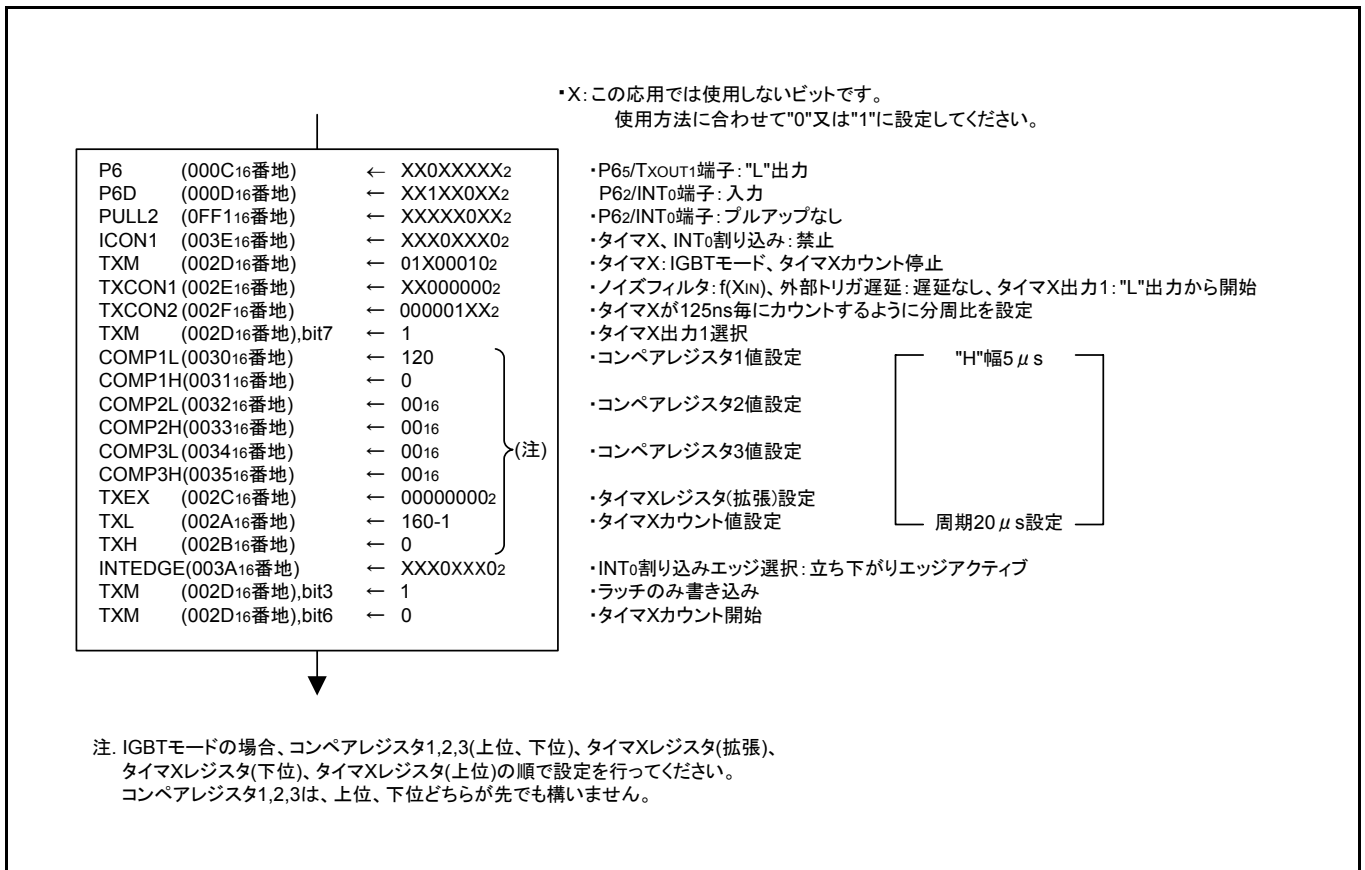 ・X:この応用では使用しないビットです。
使用方法に合わせて"0"又は"1"に設定してください。
P6 (000C16番地) ← XX0XXXXX2 ・P65/TXOUT1端子:"L"出力
P6D (000D16番地) ← XX1XX0XX2 P62/INT0端子:入力
PULL2 (0FF116番地) ← XXXXX0XX2 ・P62/INT0端子:プルアップなし
ICON1 (003E16番地) ← XXX0XXX02 ・タイマX、INT0割り込み:禁止
TXM (002D16番地) ← 01X000102 ・タイマX:IGBTモード、タイマXカウント停止
TXCON1 (002E16番地) ← XX0000002 ・ノイズフィルタ:f(XIN)、外部トリガ遅延:遅延なし、タイマX出力1:"L"出力から開始
TXCON2 (002F16番地) ← 000001XX2 ・タイマXが125ns毎にカウントするように分周比を設定
TXM (002D16番地),bit7 ← 1 ・タイマX出力1選択
COMP1L(003016番地) ← 120 ・コンペアレジスタ1値設定 "H"幅5μs
COMP1H(003116番地) ← 0
COMP2L(003216番地) ← 0016 ・コンペアレジスタ2値設定
COMP2H(003316番地) ← 0016
COMP3L(003416番地) ← 0016 (注) ・コンペアレジスタ3値設定
COMP3H(003516番地) ← 0016
TXEX (002C16番地) ← 000000002 ・タイマXレジスタ(拡張)設定
TXL (002A16番地) ← 160-1 ・タイマXカウント値設定 周期20μs設定
TXH (002B16番地) ← 0
INTEDGE(003A16番地) ← XXX0XXX02 ・INT0割り込みエッジ選択:立ち下がりエッジアクティブ
TXM (002D16番地),bit3 ← 1 ・ラッチのみ書き込み
TXM (002D16番地),bit6 ← 0 ・タイマXカウント開始
注. IGBTモードの場合、コンペアレジスタ1,2,3(上位、下位)、タイマXレジスタ(拡張)、
タイマXレジスタ(下位)、タイマXレジスタ(上位)の順で設定を行ってください。
コンペアレジスタ1,2,3は、上位、下位どちらが先でも構いません。